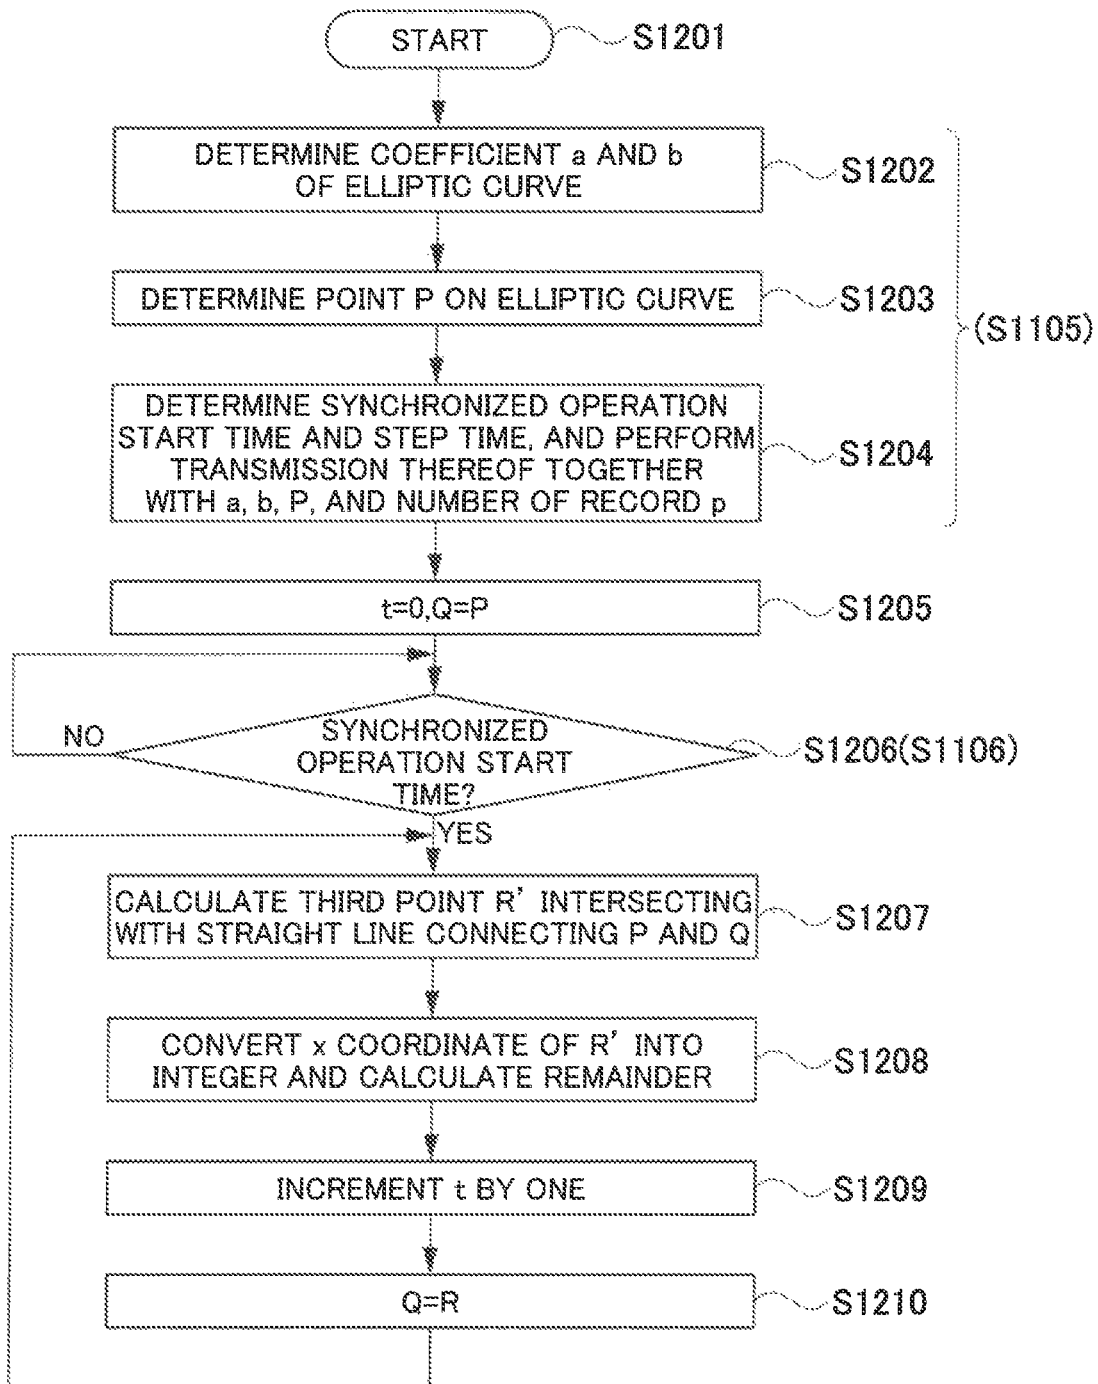 START
S1201
DETERMINE COEFFICIENT a AND b
OF ELLIPTIC CURVE
S1202
DETERMINE POINT P ON ELLIPTIC CURVE
S1203
(S1105)
DETERMINE SYNCHRONIZED OPERATION
START TIME AND STEP TIME, AND PERFORM
TRANSMISSION THEREOF TOGETHER
WITH a, b, P, AND NUMBER OF RECORD p
S1204
t=0,Q=P
S1205
NO
SYNCHRONIZED
OPERATION START
TIME?
S1206(S1106)
YES
CALCULATE THIRD POINT R' INTERSECTING
WITH STRAIGHT LINE CONNECTING P AND Q
S1207
CONVERT x COORDINATE OF R' INTO
INTEGER AND CALCULATE REMAINDER
S1208
INCREMENT t BY ONE
S1209
Q=R
S1210